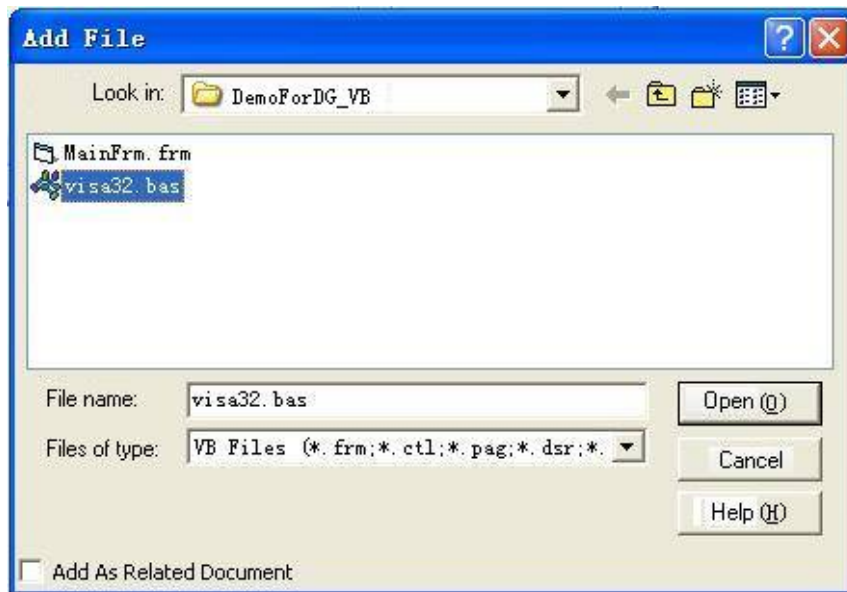 Add File
Look in: DemoForDG_VB
MainFrm.frm
visa32.bas
File name: visa32.bas
Open (O)
Files of type: VB Files (*.frm;*.ctl;*.pag;*.dsr;*.
Cancel
Help (H)
Add As Related Document